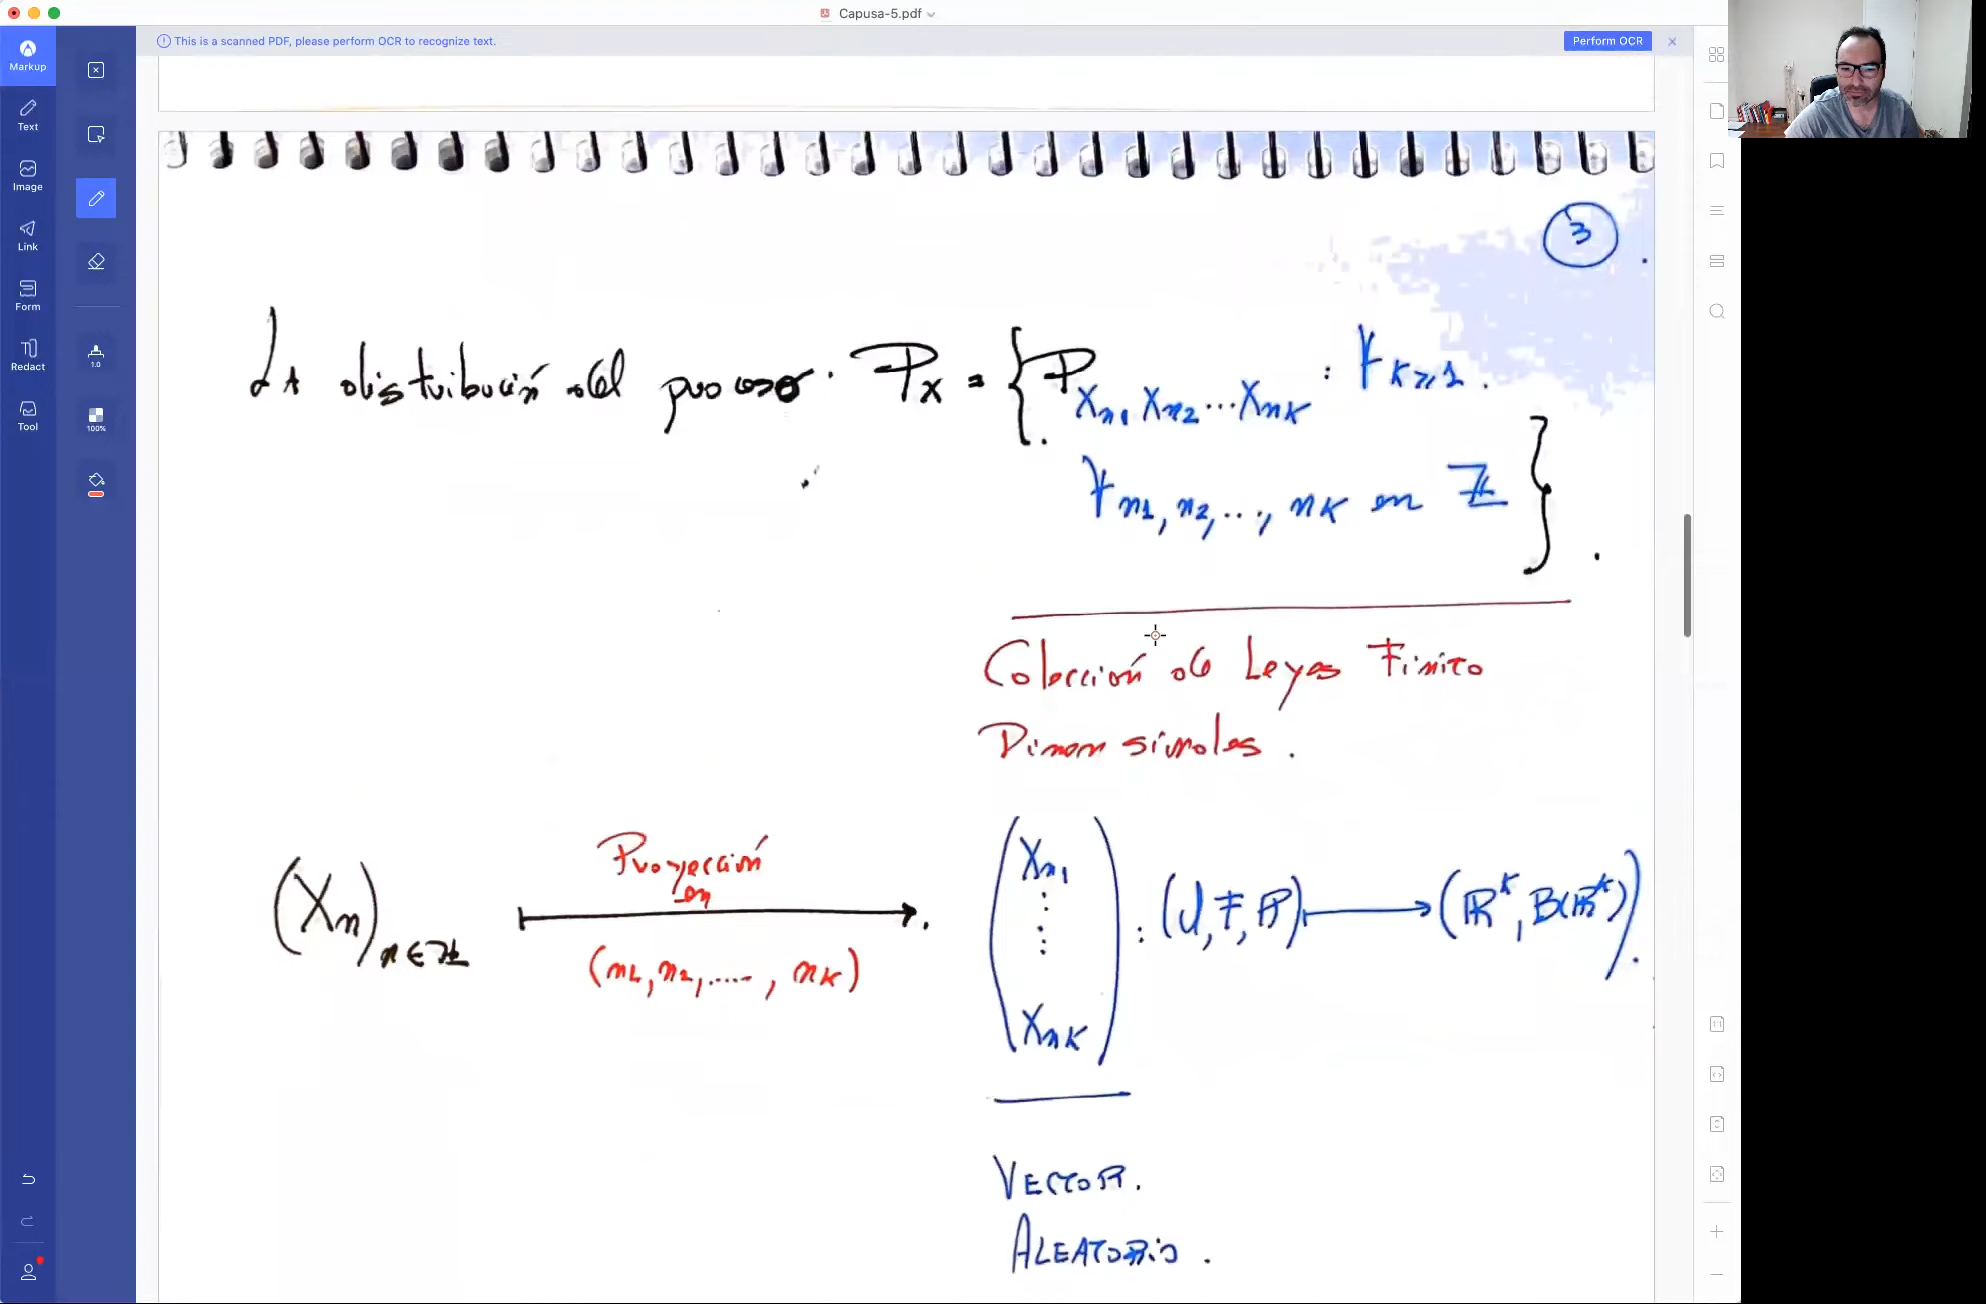 Capusa-5.pdf
This is a scanned PDF, please perform OCR to recognize text.
Perform OCR
Markup
Text
Image
Link
Form
Redact
Tool
1.0
100%
3
La distribución del proceso. P_X = { P_{X_{n1} X_{n2} ... X_{nK}} : ∀ K≥1.
∀ n1, n2, ..., nK en ℤ } .
Colección de Leyes Finito
Dimensionales .
(X_n)_{n∈ℤ}
Proyección
en
(n1, n2, ....., nK)
(X_{n1} ⋮ X_{nK}) : (Ω, F, ℙ) ⟼ (ℝ^K, B(ℝ^K)).
VECTOR.
ALEATORIO .